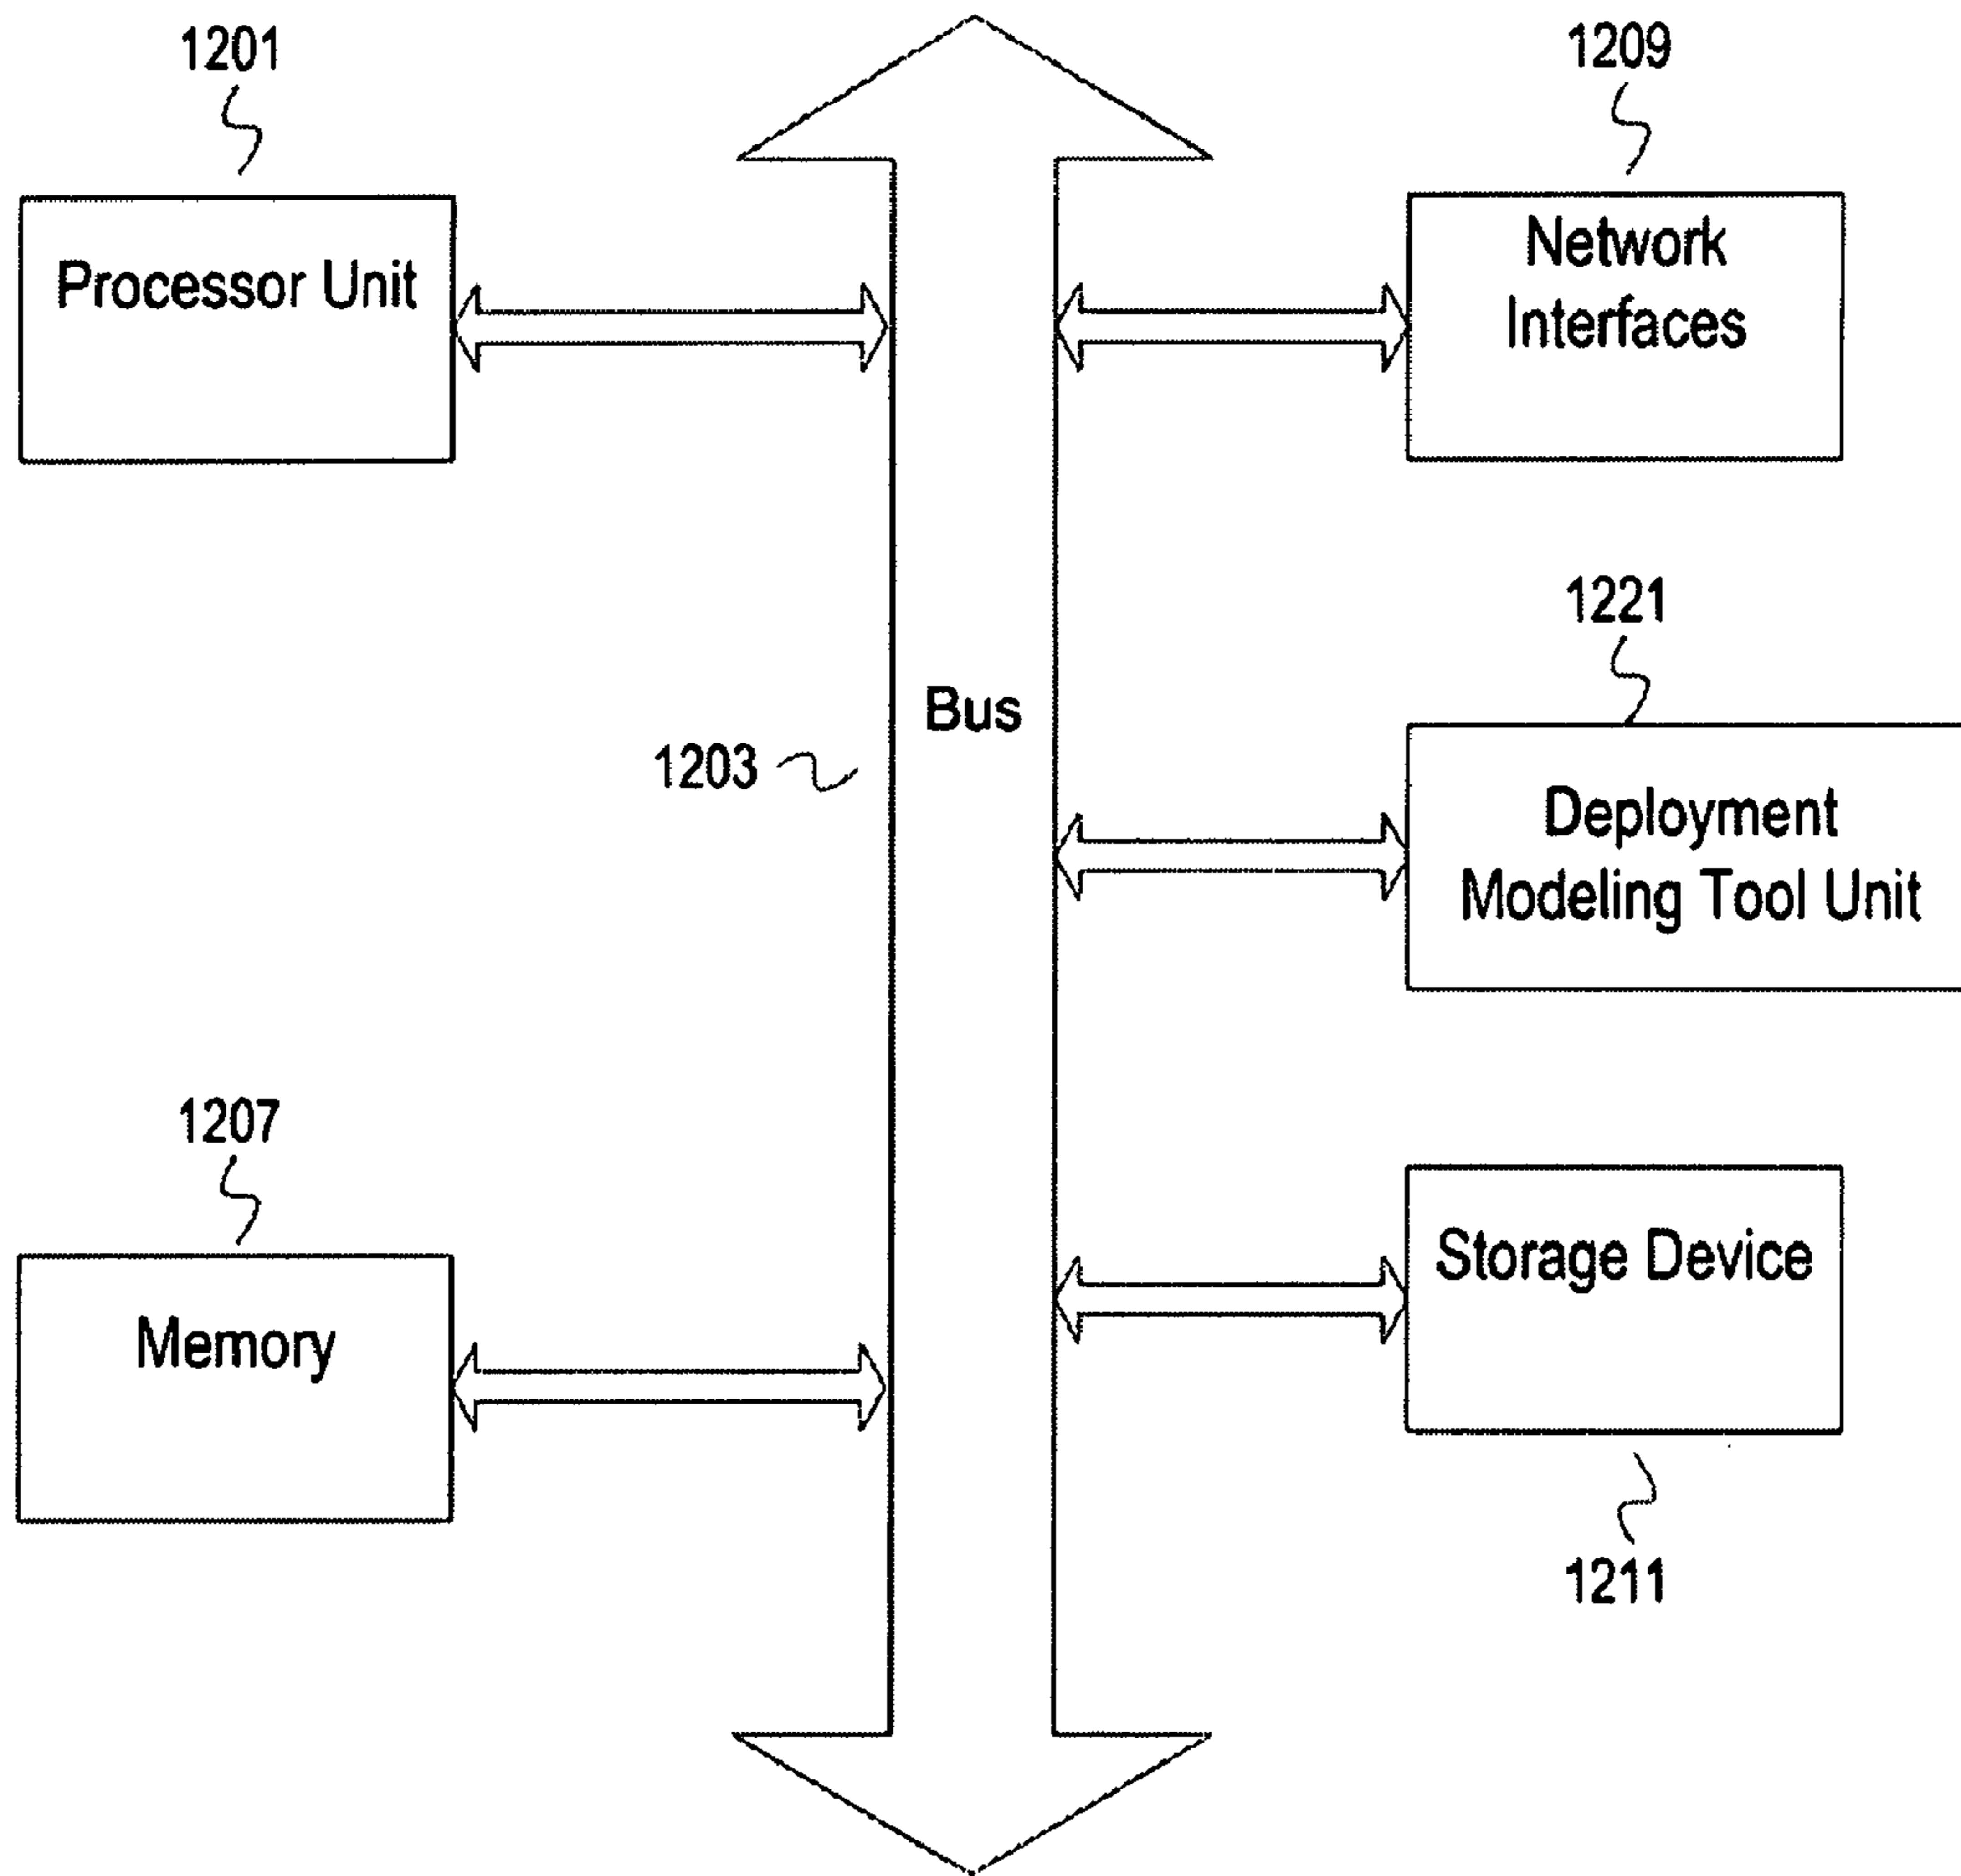 1201
1209
Processor Unit
Network
Interfaces
1221
Bus
1203
Deployment
Modeling Tool Unit
1207
Storage Device
Memory
1211